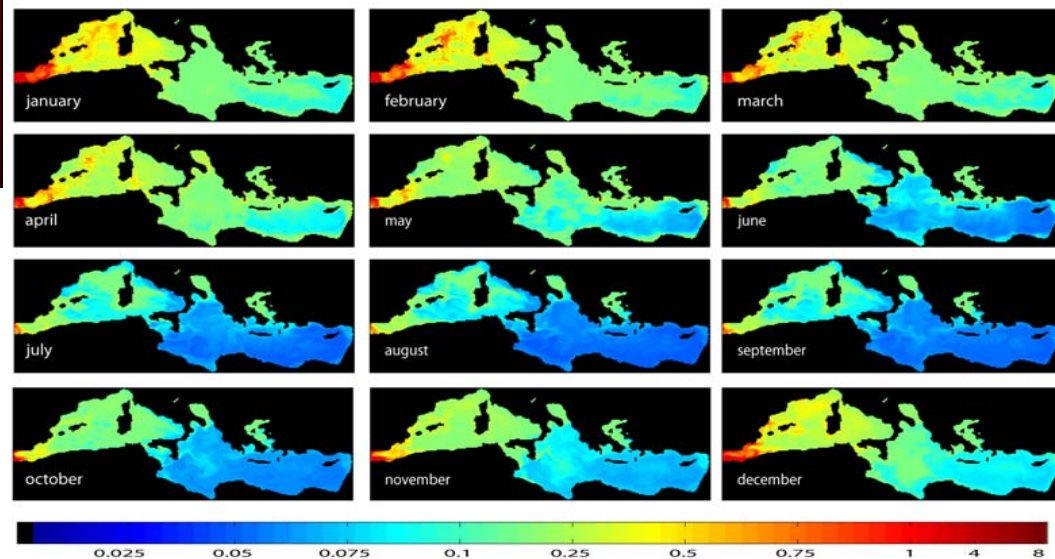 january
february
march
april
may
june
july
august
september
october
november
december
0.025 0.05 0.075 0.1 0.25 0.5 0.75 1 4 8